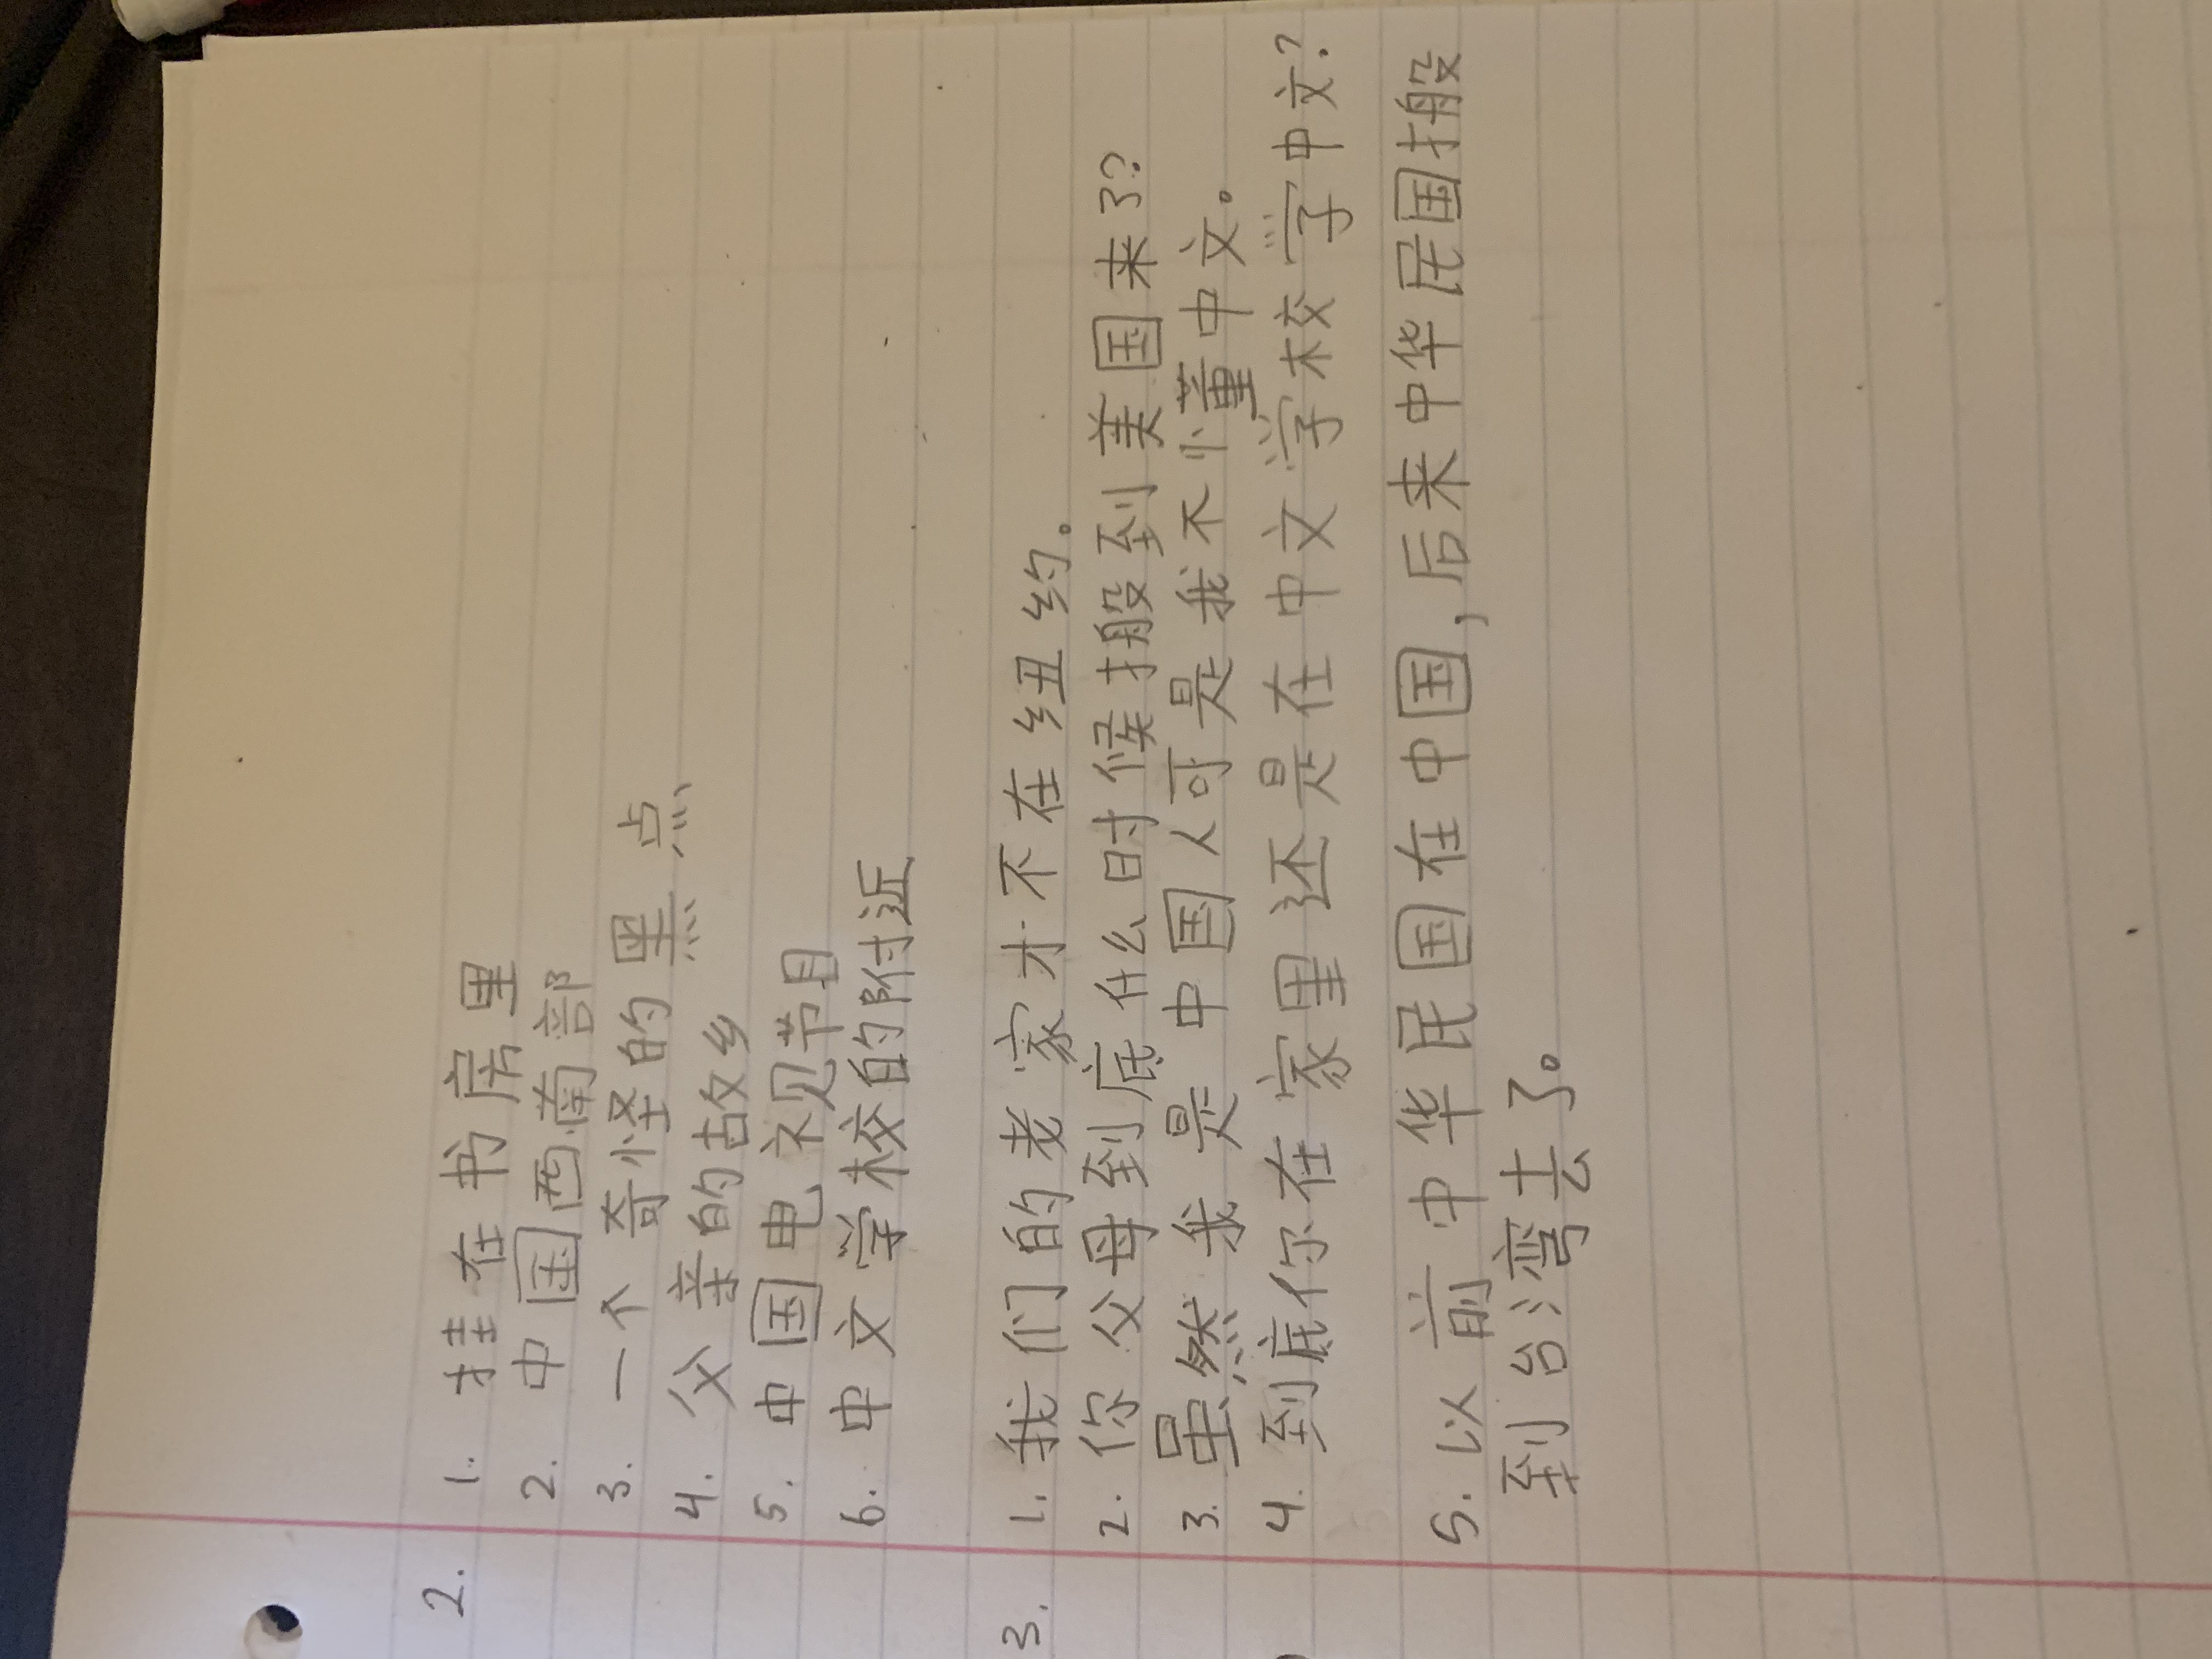 2. 1. 挂在书房里
2. 中国西南部
3. 一个奇怪的黑点
4. 父亲的故乡
5. 中国电视节目
6. 中文学校的附近
3. 1. 我们的老家才不在纽约。
2. 你父母到底什么时候搬到美国来了?
3. 虽然我是中国人可是我不懂中文。
4. 到底你在家里还是在中文学校学中文?
5. 以前中华民国在中国,后来中华民国搬
到台湾去了。